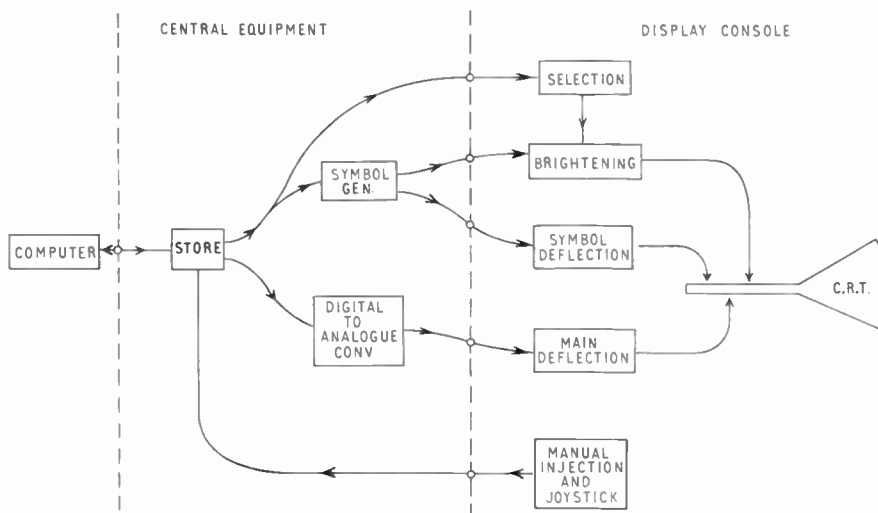 CENTRAL EQUIPMENT
DISPLAY CONSOLE
SELECTION
SYMBOL
GEN.
BRIGHTENING
COMPUTER
STORE
SYMBOL
DEFLECTION
C.R.T.
DIGITAL
TO
ANALOGUE
CONV
MAIN
DEFLECTION
MANUAL
INJECTION
AND
JOYSTICK